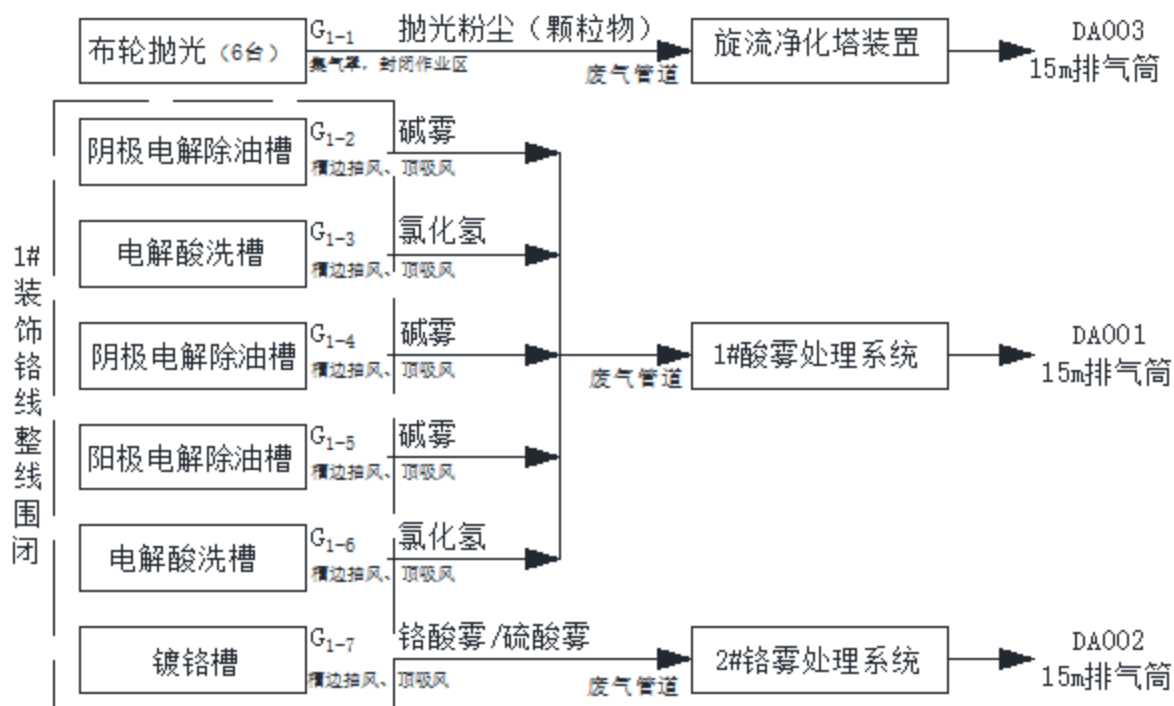 布轮抛光（6台）
G1-1
抛光粉尘（颗粒物）
集气罩，封闭作业区
废气管道
旋流净化塔装置
DA003
15m排气筒
1#装饰铬线整线围闭
阴极电解除油槽
G1-2
碱雾
槽边抽风、顶吸风
电解酸洗槽
G1-3
氯化氢
槽边抽风、顶吸风
阴极电解除油槽
G1-4
碱雾
槽边抽风、顶吸风
废气管道
1#酸雾处理系统
DA001
15m排气筒
阳极电解除油槽
G1-5
碱雾
槽边抽风、顶吸风
电解酸洗槽
G1-6
氯化氢
槽边抽风、顶吸风
镀铬槽
G1-7
铬酸雾/硫酸雾
槽边抽风、顶吸风
废气管道
2#铬雾处理系统
DA002
15m排气筒